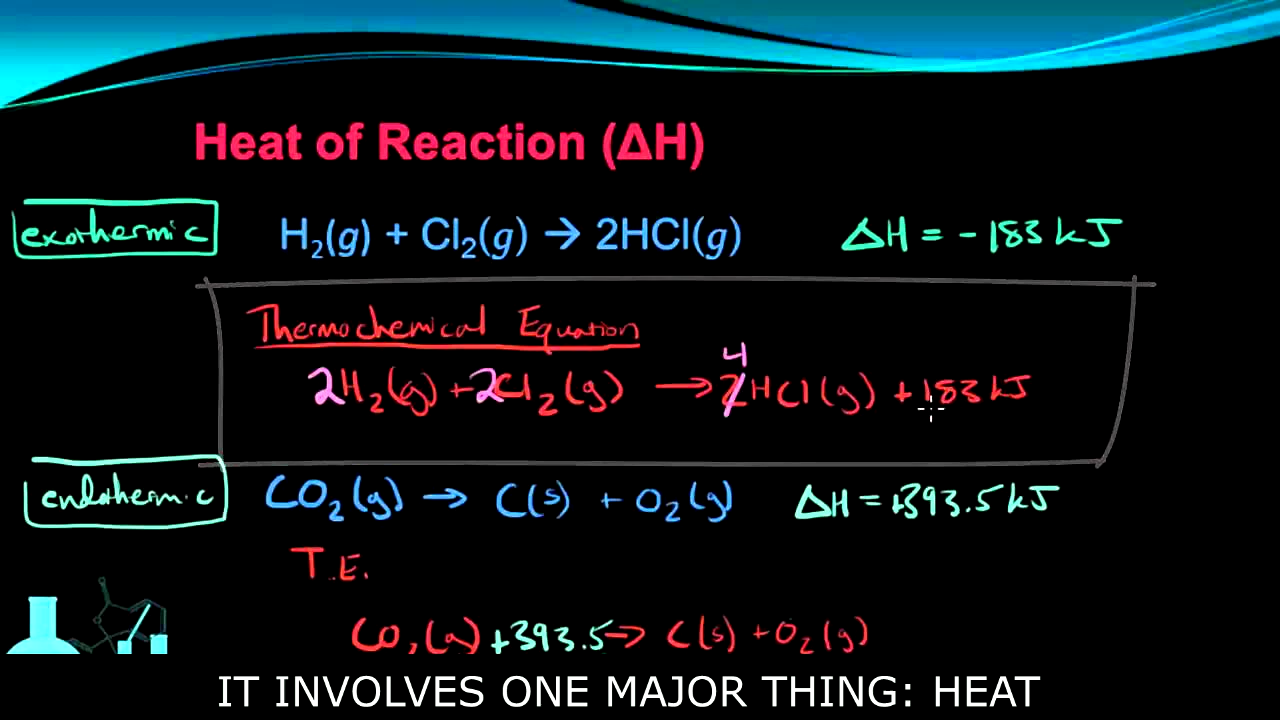 Heat of Reaction (ΔH)
exothermic H₂(g) + Cl₂(g) → 2HCl(g) ΔH = -183 kJ
Thermochemical Equation
4
2H₂(g) + 2Cl₂(g) → 2HCl(g) + 183 kJ
endothermic CO₂(g) → C(s) + O₂(g) ΔH = +393.5 kJ
T.E.
CO₂(g) +393.5 → C(s) + O₂(g)
IT INVOLVES ONE MAJOR THING: HEAT